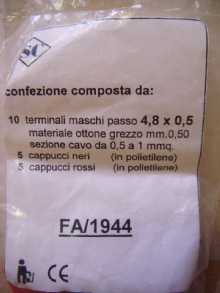 SC
confezione composta da:
10 terminali maschi passo 4,8 x 0,5
materiale ottone grezzo mm.0,50
sezione cavo da 0,5 a 1 mmq.
5 cappucci neri (in polietilene)
5 cappucci rossi (in polietilene)
FA/1944
CE